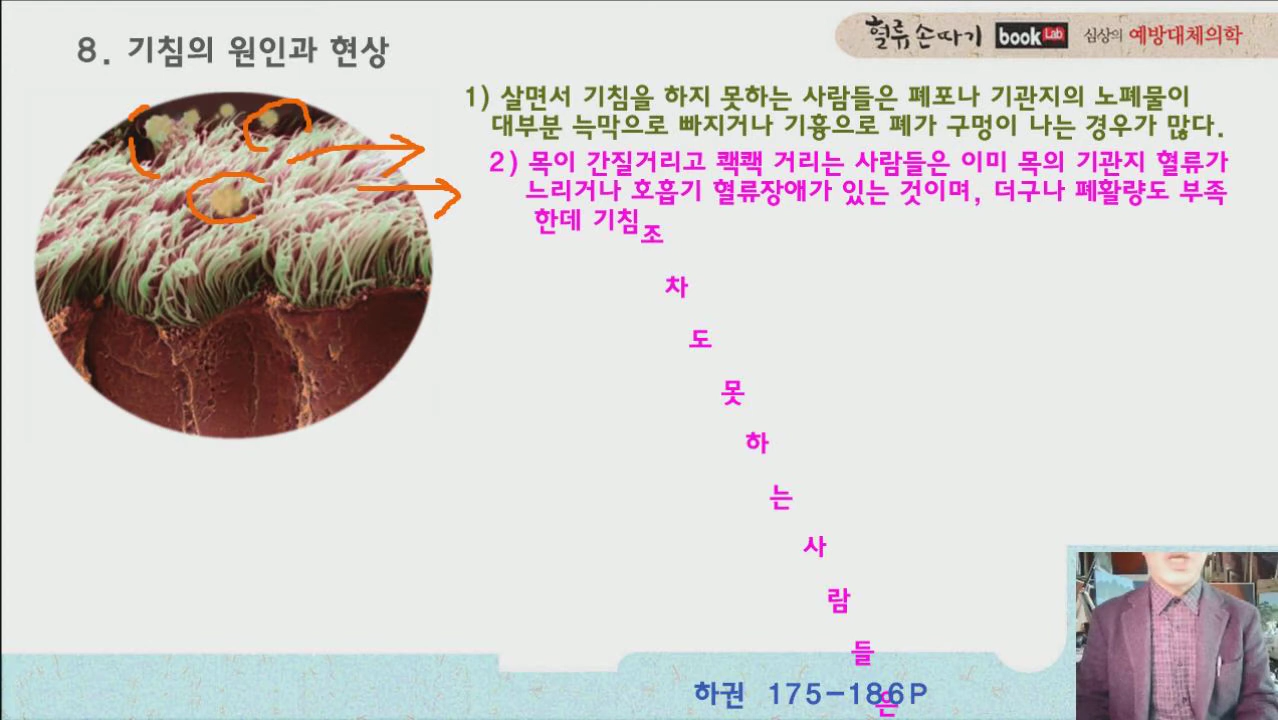 8. 기침의 원인과 현상
혈류 손따기 book Lab 심상의 예방대체의학
1) 살면서 기침을 하지 못하는 사람들은 폐포나 기관지의 노폐물이
대부분 늑막으로 빠지거나 기흉으로 폐가 구멍이 나는 경우가 많다.
2) 목이 간질거리고 쾍쾍 거리는 사람들은 이미 목의 기관지 혈류가
느리거나 호흡기 혈류장애가 있는 것이며, 더구나 폐활량도 부족
한데 기침조차도못하는사람들은
하권 175-186P